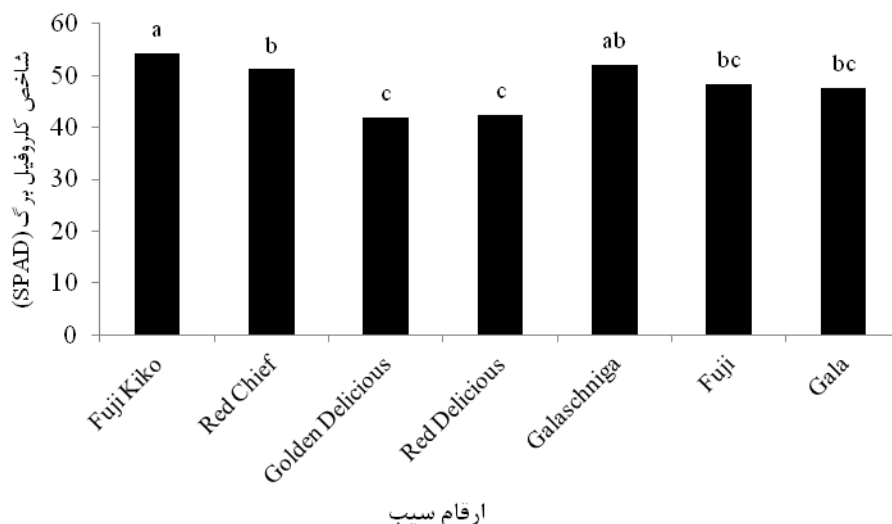 شاخص کلروفیل برگ (SPAD)
60
50
40
30
20
10
0
a
b
c
c
ab
bc
bc
Fuji Kiko
Red Chief
Golden Delicious
Red Delicious
Galaschniga
Fuji
Gala
ارقام سیب